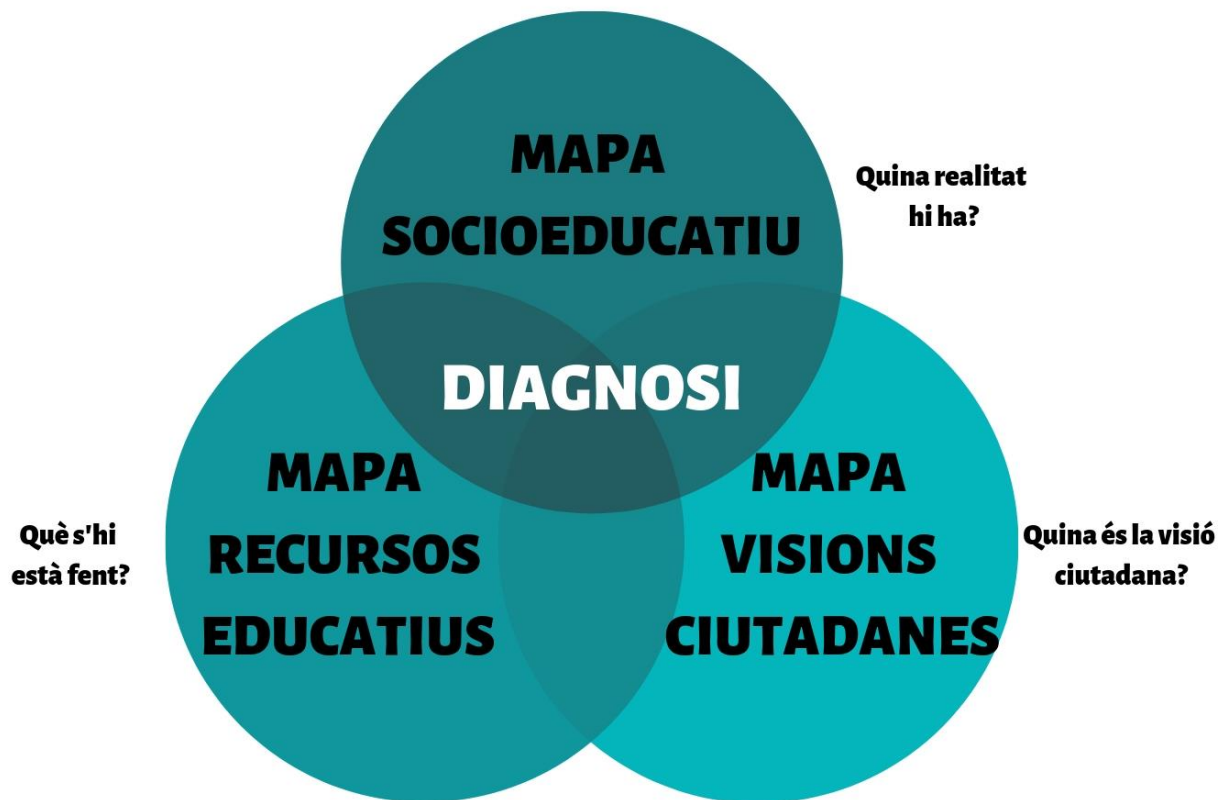 MAPA
SOCIOEDUCATIU
Quina realitat
hi ha?
DIAGNOSI
MAPA
RECURSOS
EDUCATIUS
Què s'hi
està fent?
MAPA
VISIONS
CIUTADANES
Quina és la visió
ciutadana?